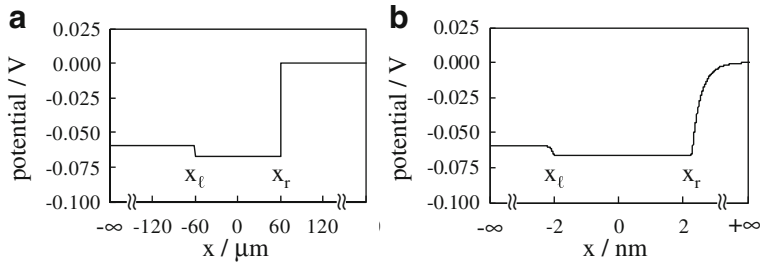 a
potential / V
0.025
0.000
-0.025
-0.050
-0.075
-0.100
xℓ
xr
-∞ -120 -60 0 60 120
x / μm
b
potential / V
0.025
0.000
-0.025
-0.050
-0.075
-0.100
xℓ
xr
-∞ -2 0 2 +∞
x / nm